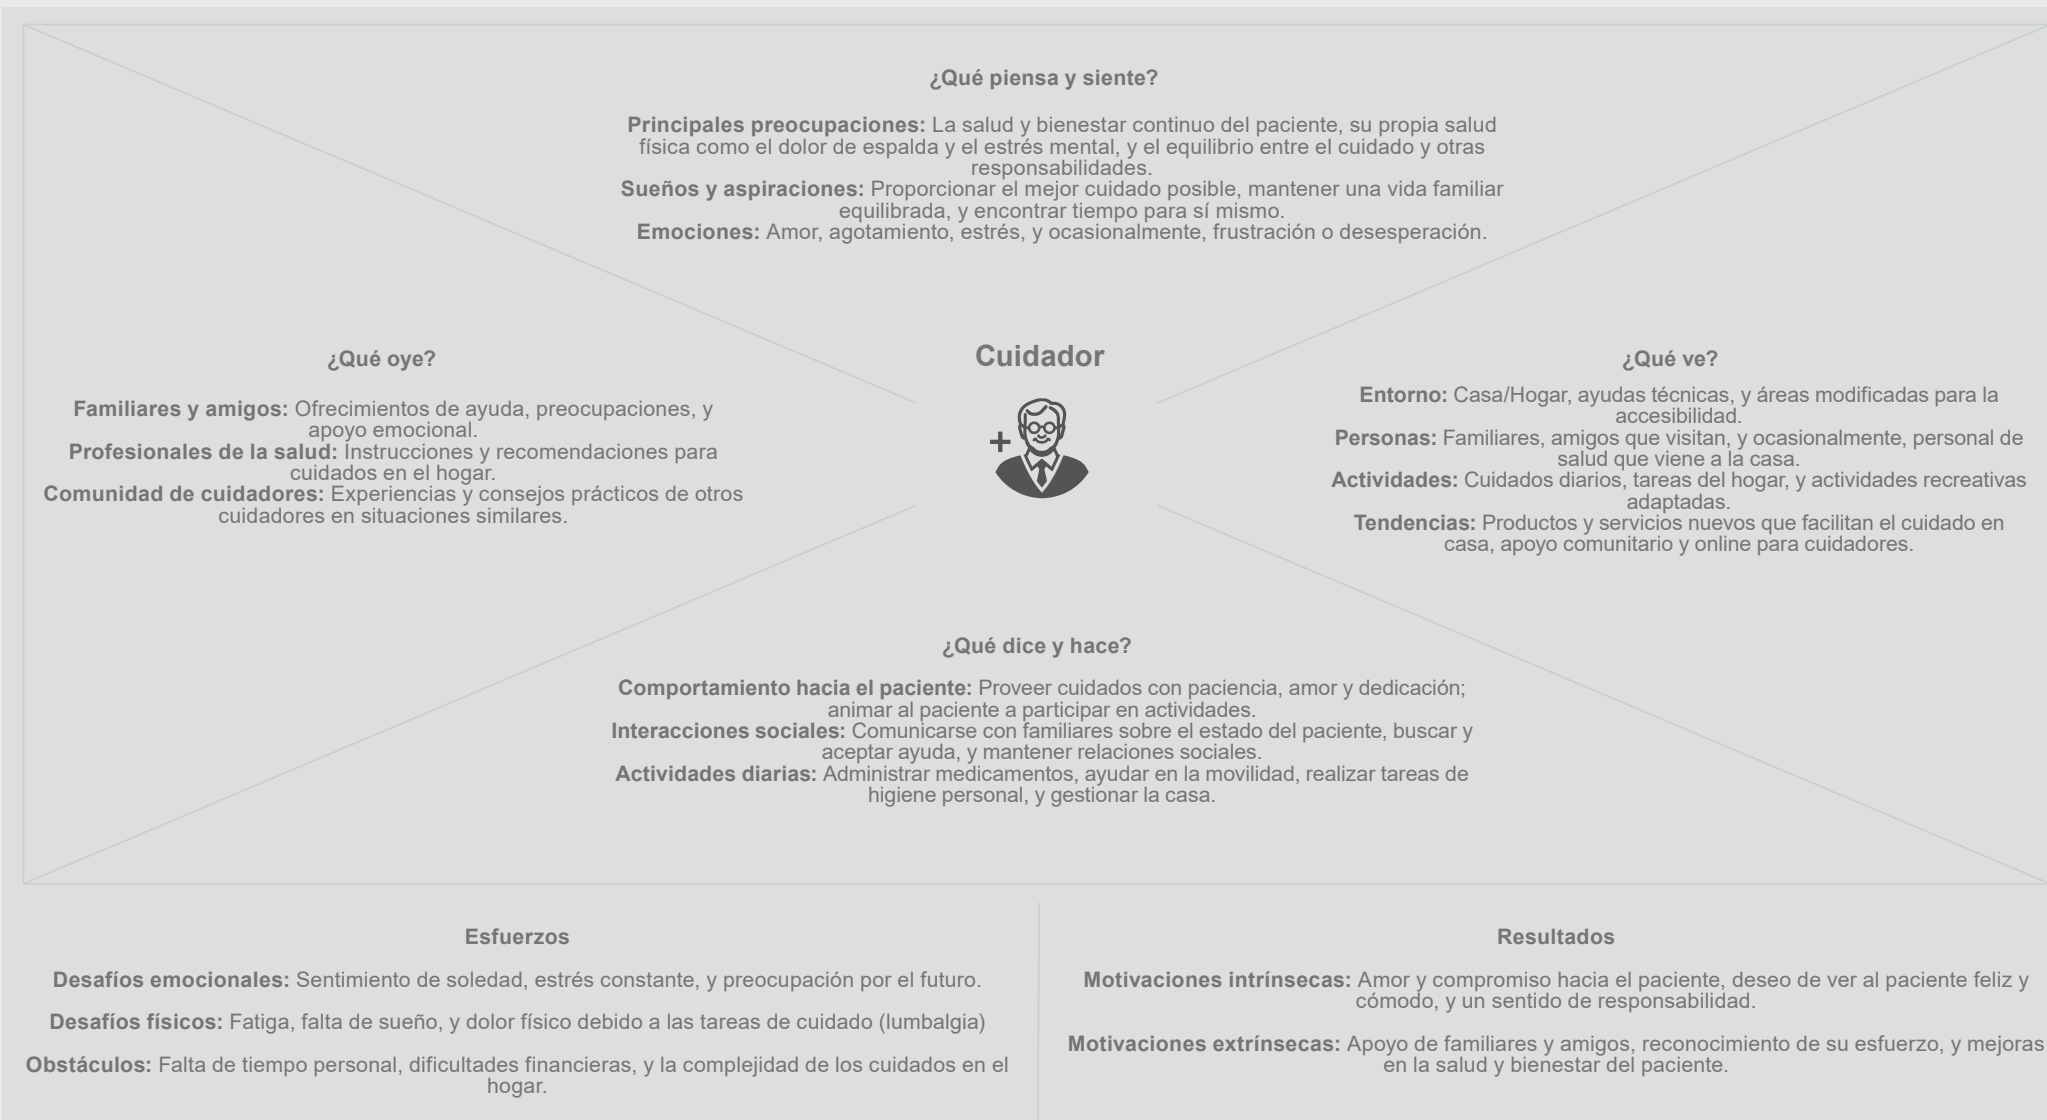 ¿Qué piensa y siente?
Principales preocupaciones: La salud y bienestar continuo del paciente, su propia salud
física como el dolor de espalda y el estrés mental, y el equilibrio entre el cuidado y otras
responsabilidades.
Sueños y aspiraciones: Proporcionar el mejor cuidado posible, mantener una vida familiar
equilibrada, y encontrar tiempo para sí mismo.
Emociones: Amor, agotamiento, estrés, y ocasionalmente, frustración o desesperación.
¿Qué oye?
Familiares y amigos: Ofrecimientos de ayuda, preocupaciones, y
apoyo emocional.
Profesionales de la salud: Instrucciones y recomendaciones para
cuidados en el hogar.
Comunidad de cuidadores: Experiencias y consejos prácticos de otros
cuidadores en situaciones similares.
Cuidador
¿Qué ve?
Entorno: Casa/Hogar, ayudas técnicas, y áreas modificadas para la
accesibilidad.
Personas: Familiares, amigos que visitan, y ocasionalmente, personal de
salud que viene a la casa.
Actividades: Cuidados diarios, tareas del hogar, y actividades recreativas
adaptadas.
Tendencias: Productos y servicios nuevos que facilitan el cuidado en
casa, apoyo comunitario y online para cuidadores.
¿Qué dice y hace?
Comportamiento hacia el paciente: Proveer cuidados con paciencia, amor y dedicación;
animar al paciente a participar en actividades.
Interacciones sociales: Comunicarse con familiares sobre el estado del paciente, buscar y
aceptar ayuda, y mantener relaciones sociales.
Actividades diarias: Administrar medicamentos, ayudar en la movilidad, realizar tareas de
higiene personal, y gestionar la casa.
Esfuerzos
Desafíos emocionales: Sentimiento de soledad, estrés constante, y preocupación por el futuro.
Desafíos físicos: Fatiga, falta de sueño, y dolor físico debido a las tareas de cuidado (lumbalgia)
Obstáculos: Falta de tiempo personal, dificultades financieras, y la complejidad de los cuidados en el
hogar.
Resultados
Motivaciones intrínsecas: Amor y compromiso hacia el paciente, deseo de ver al paciente feliz y
cómodo, y un sentido de responsabilidad.
Motivaciones extrínsecas: Apoyo de familiares y amigos, reconocimiento de su esfuerzo, y mejoras
en la salud y bienestar del paciente.